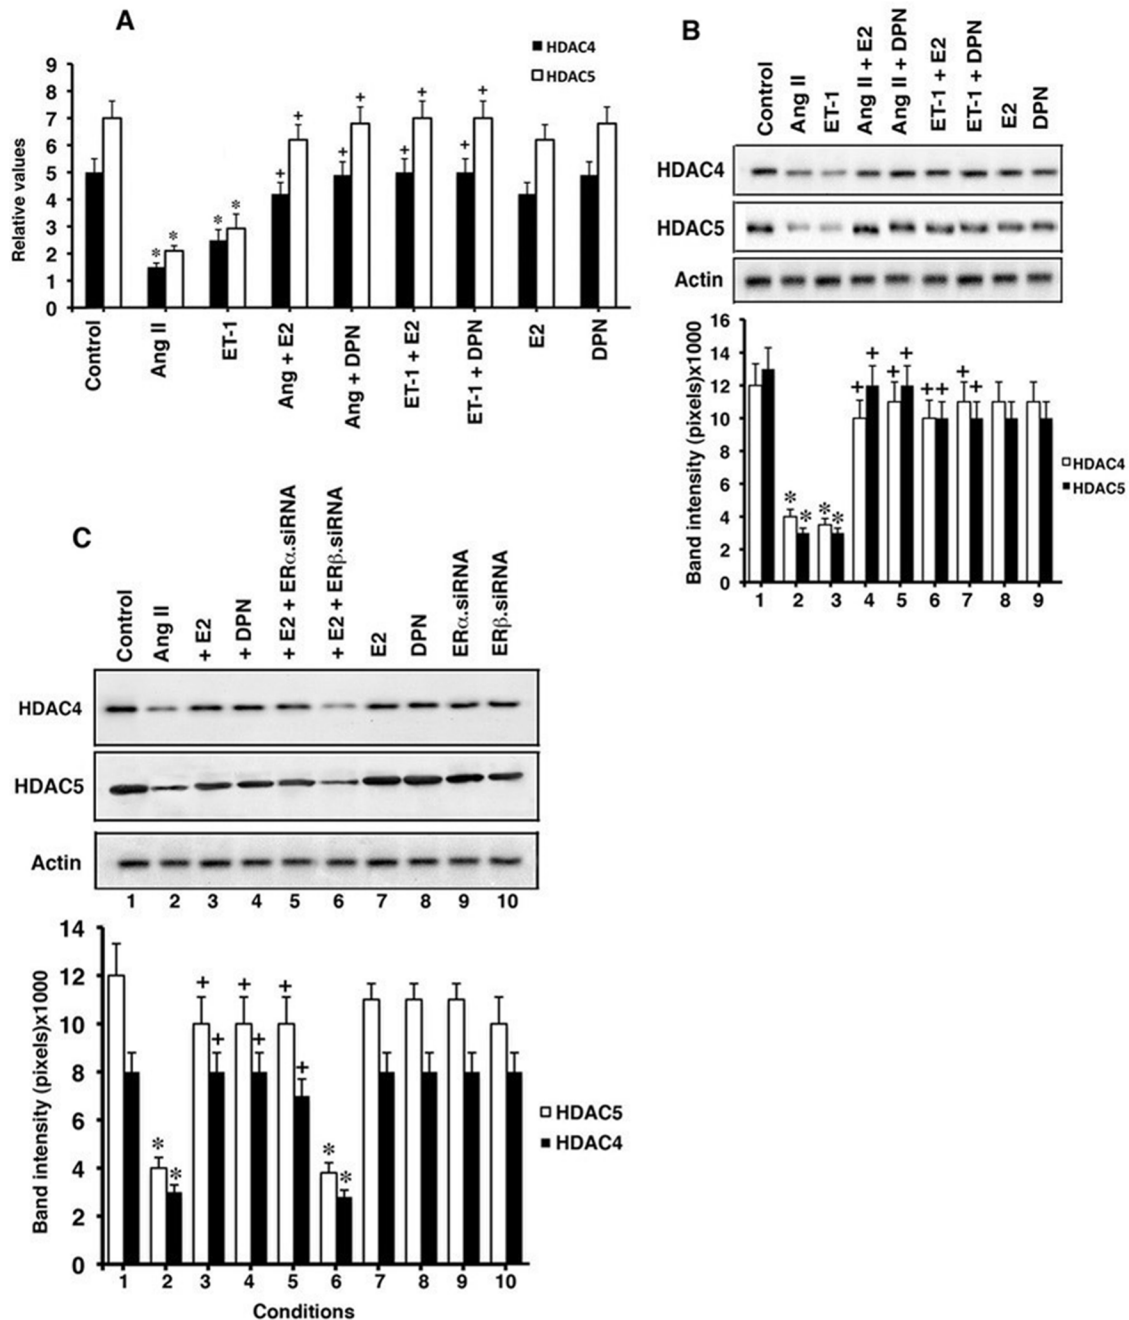 A
HDAC4
HDAC5
Relative values
9
8
7
6
5
4
3
2
1
0
* * * * + + + + + + + +
Control
Ang II
ET-1
Ang + E2
Ang + DPN
ET-1 + E2
ET-1 + DPN
E2
DPN
B
Control
Ang II
ET-1
Ang II + E2
Ang II + DPN
ET-1 + E2
ET-1 + DPN
E2
DPN
HDAC4
HDAC5
Actin
Band intensity (pixels)x1000
16
14
12
10
8
6
4
2
0
* * * * + + + + + + + +
1 2 3 4 5 6 7 8 9
HDAC4
HDAC5
C
Control
Ang II
+ E2
+ DPN
+ E2 + ERα.siRNA
+ E2 + ERβ.siRNA
E2
DPN
ERα.siRNA
ERβ.siRNA
HDAC4
HDAC5
Actin
1 2 3 4 5 6 7 8 9 10
Band intensity (pixels)x1000
14
12
10
8
6
4
2
0
* * + + + + + + * *
HDAC5
HDAC4
1 2 3 4 5 6 7 8 9 10
Conditions